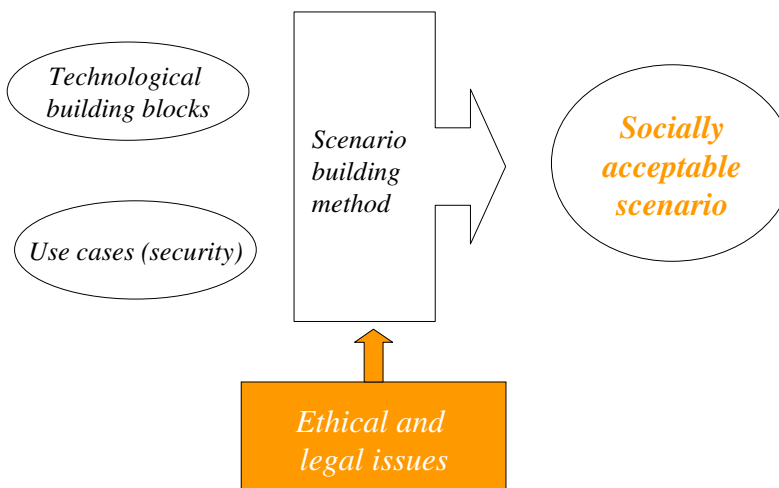 Technological
building blocks
Use cases (security)
Scenario
building
method
Socially
acceptable
scenario
Ethical and
legal issues